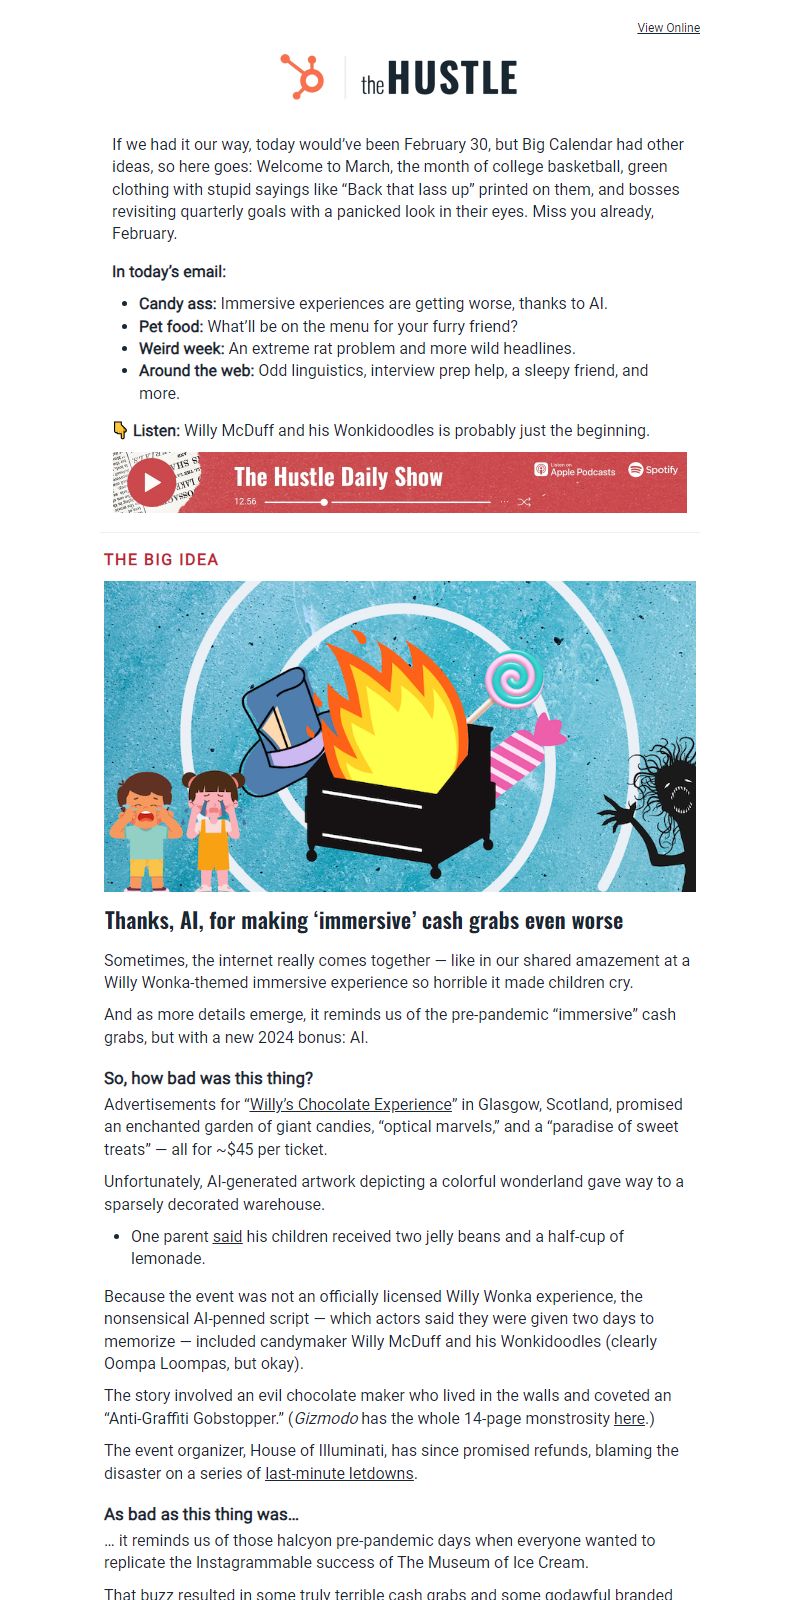 View Online
the HUSTLE
If we had it our way, today would’ve been February 30, but Big Calendar had other
ideas, so here goes: Welcome to March, the month of college basketball, green
clothing with stupid sayings like “Back that lass up” printed on them, and bosses
revisiting quarterly goals with a panicked look in their eyes. Miss you already,
February.
In today’s email:
• Candy ass: Immersive experiences are getting worse, thanks to AI.
• Pet food: What’ll be on the menu for your furry friend?
• Weird week: An extreme rat problem and more wild headlines.
• Around the web: Odd linguistics, interview prep help, a sleepy friend, and
more.
👇 Listen: Willy McDuff and his Wonkidoodles is probably just the beginning.
The Hustle Daily Show
Listen on
Apple Podcasts
Spotify
12:56
THE BIG IDEA
Thanks, AI, for making ‘immersive’ cash grabs even worse
Sometimes, the internet really comes together — like in our shared amazement at a
Willy Wonka-themed immersive experience so horrible it made children cry.
And as more details emerge, it reminds us of the pre-pandemic “immersive” cash
grabs, but with a new 2024 bonus: AI.
So, how bad was this thing?
Advertisements for “Willy’s Chocolate Experience” in Glasgow, Scotland, promised
an enchanted garden of giant candies, “optical marvels,” and a “paradise of sweet
treats” — all for ~$45 per ticket.
Unfortunately, AI-generated artwork depicting a colorful wonderland gave way to a
sparsely decorated warehouse.
• One parent said his children received two jelly beans and a half-cup of
lemonade.
Because the event was not an officially licensed Willy Wonka experience, the
nonsensical AI-penned script — which actors said they were given two days to
memorize — included candymaker Willy McDuff and his Wonkidoodles (clearly
Oompa Loompas, but okay).
The story involved an evil chocolate maker who lived in the walls and coveted an
“Anti-Graffiti Gobstopper.” (Gizmodo has the whole 14-page monstrosity here.)
The event organizer, House of Illuminati, has since promised refunds, blaming the
disaster on a series of last-minute letdowns.
As bad as this thing was…
… it reminds us of those halcyon pre-pandemic days when everyone wanted to
replicate the Instagrammable success of The Museum of Ice Cream.
That buzz resulted in some truly terrible cash grabs and some godawful branded